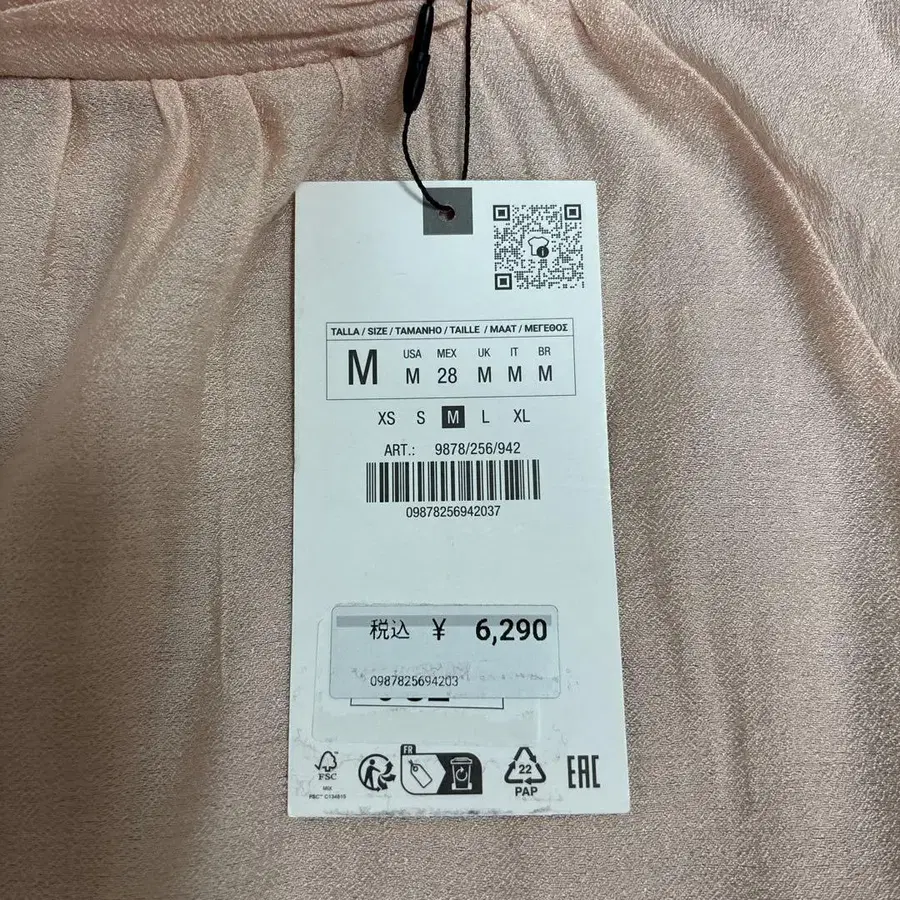 TALLA / SIZE / TAMANHO / TAILLE / MAAT / ΜΕΓΕΘΟΣ
M USA M MEX 28 UK M IT M BR M
XS S M L XL
ART.: 9878/256/942
09878256942037
税込 ¥ 6,290
0987825694203
FR
FSC
MIX
22
PAP
EAC